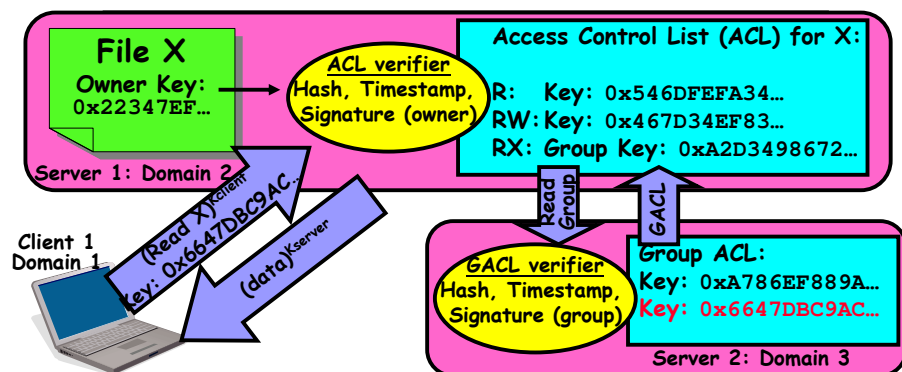 File X
Owner Key:
0x22347EF…
ACL verifier
Hash, Timestamp,
Signature (owner)
Access Control List (ACL) for X:
R: Key: 0x546DFEFA34…
RW: Key: 0x467D34EF83…
RX: Group Key: 0xA2D3498672…
Server 1: Domain 2
Client 1
Domain 1
(Read X)Kclient
Key: 0x6647DBC9AC…
(data)Kserver
Read
Group
GACL
GACL verifier
Hash, Timestamp,
Signature (group)
Group ACL:
Key: 0xA786EF889A…
Key: 0x6647DBC9AC…
Server 2: Domain 3